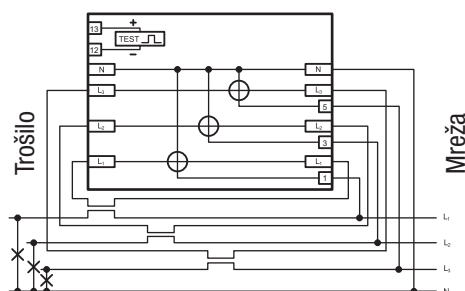 13
+
TEST
12
−
N N
L₃ L₃
5
L₂ L₂
3
L₁ L₁
1
Trošilo
Mreža
L₁
L₂
L₃
N